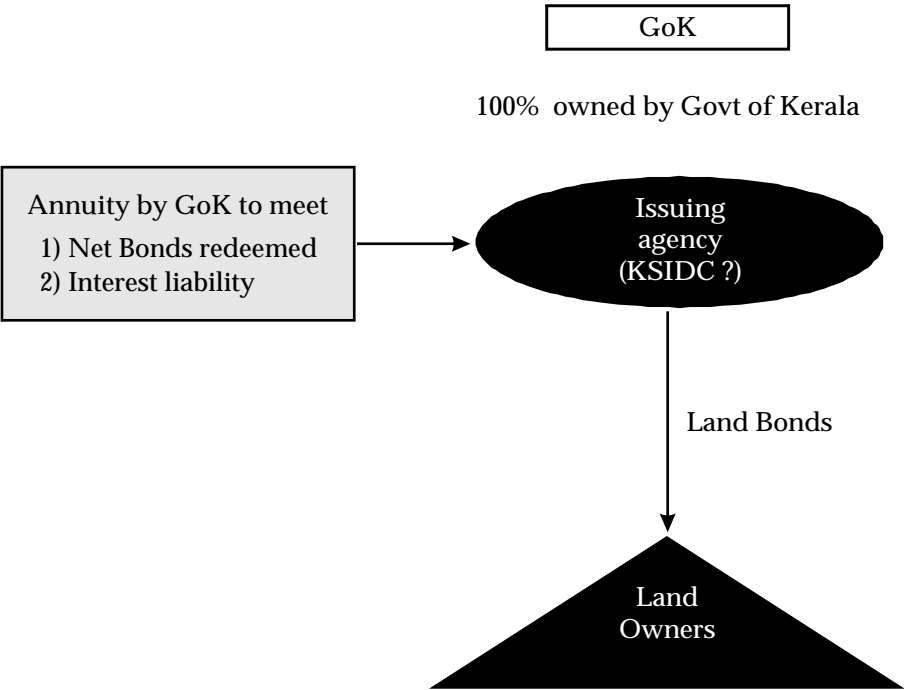 GoK
100% owned by Govt of Kerala
Annuity by GoK to meet
1) Net Bonds redeemed
2) Interest liability
Issuing
agency
(KSIDC ?)
Land Bonds
Land
Owners